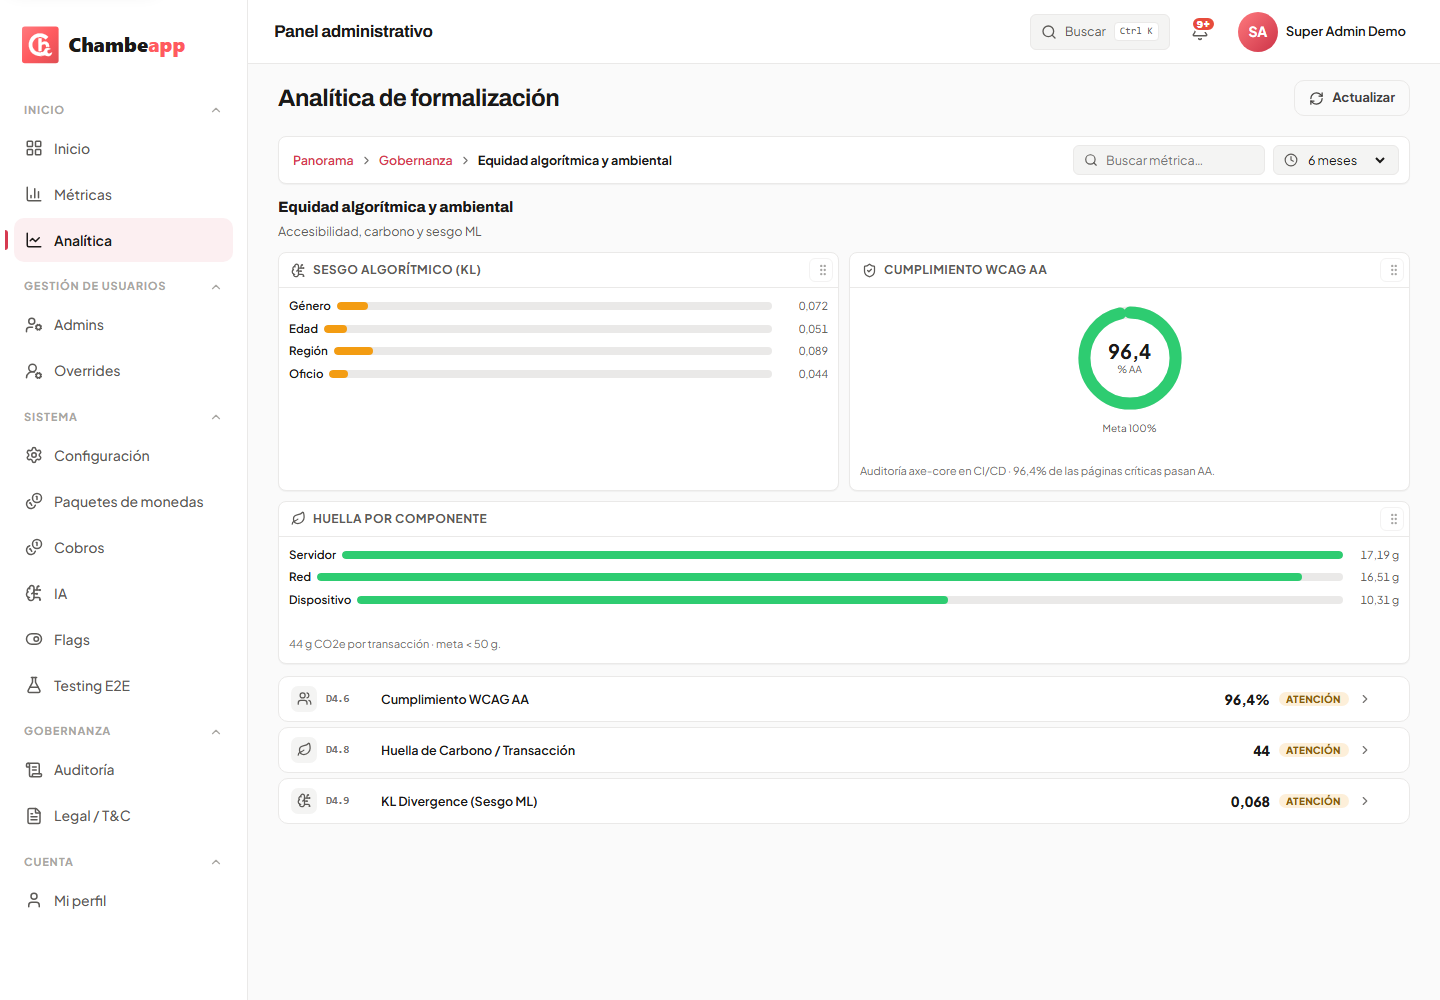 Chambeapp
INICIO
Inicio
Métricas
Analítica
GESTIÓN DE USUARIOS
Admins
Overrides
SISTEMA
Configuración
Paquetes de monedas
Cobros
IA
Flags
Testing E2E
GOBERNANZA
Auditoría
Legal / T&C
CUENTA
Mi perfil
Panel administrativo
Buscar Ctrl K
9+
SA Super Admin Demo
Analítica de formalización
Actualizar
Panorama > Gobernanza > Equidad algorítmica y ambiental
Buscar métrica...
6 meses
Equidad algorítmica y ambiental
Accesibilidad, carbono y sesgo ML
SESGO ALGORÍTMICO (KL)
Género 0,072
Edad 0,051
Región 0,089
Oficio 0,044
CUMPLIMIENTO WCAG AA
96,4
% AA
Meta 100%
Auditoría axe-core en CI/CD · 96,4% de las páginas críticas pasan AA.
HUELLA POR COMPONENTE
Servidor 17,19 g
Red 16,51 g
Dispositivo 10,31 g
44 g CO2e por transacción · meta < 50 g.
D4.6 Cumplimiento WCAG AA 96,4% ATENCIÓN
D4.8 Huella de Carbono / Transacción 44 ATENCIÓN
D4.9 KL Divergence (Sesgo ML) 0,068 ATENCIÓN